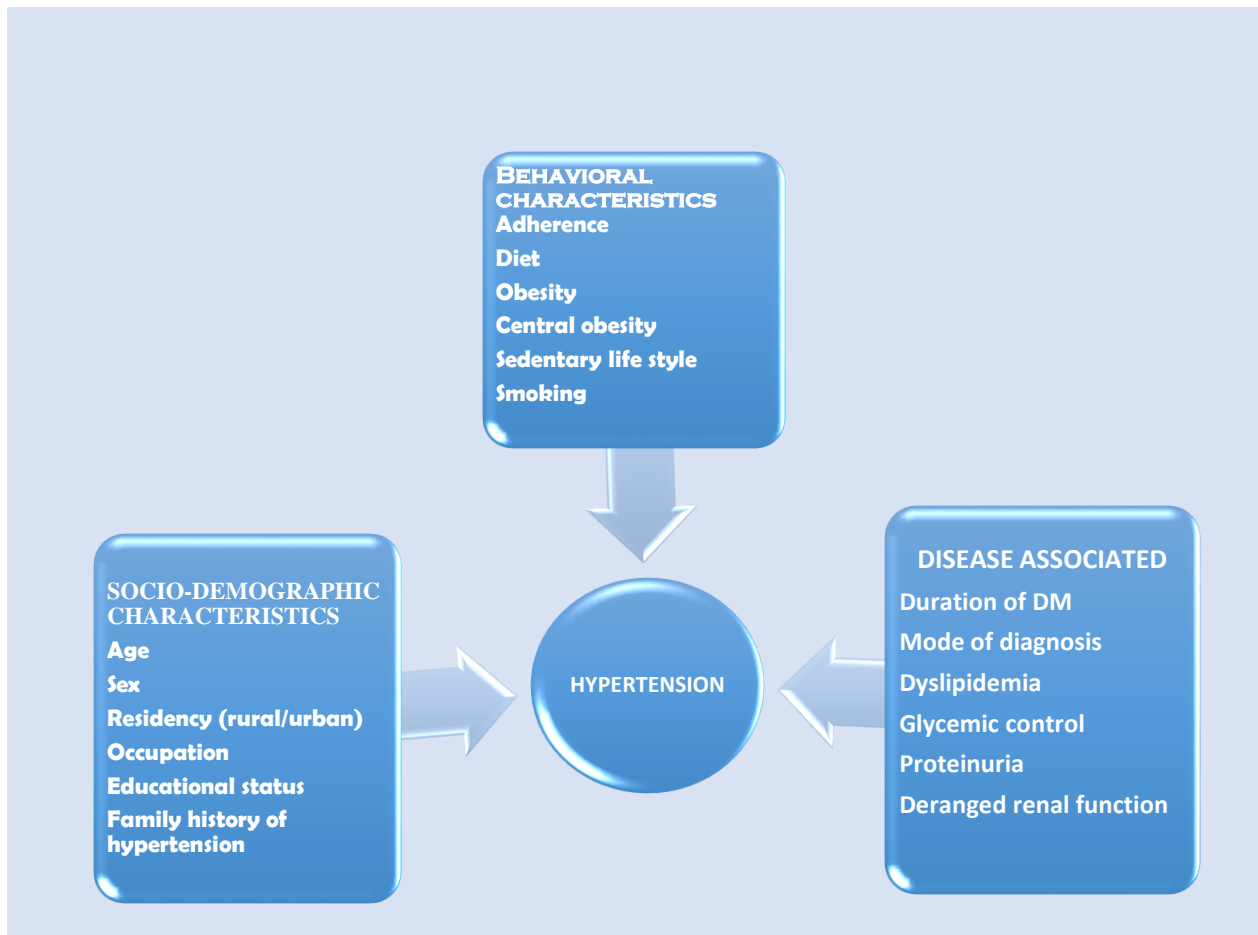 BEHAVIORAL
CHARACTERISTICS
Adherence
Diet
Obesity
Central obesity
Sedentary life style
Smoking
SOCIO-DEMOGRAPHIC
CHARACTERISTICS
Age
Sex
Residency (rural/urban)
Occupation
Educational status
Family history of
hypertension
HYPERTENSION
DISEASE ASSOCIATED
Duration of DM
Mode of diagnosis
Dyslipidemia
Glycemic control
Proteinuria
Deranged renal function